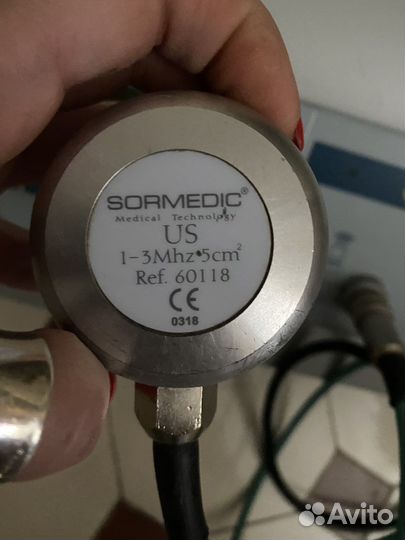 SORMEDIC®
Medical Technology
US
1-3Mhz•5cm²
Ref. 60118
CE
0318
Avito